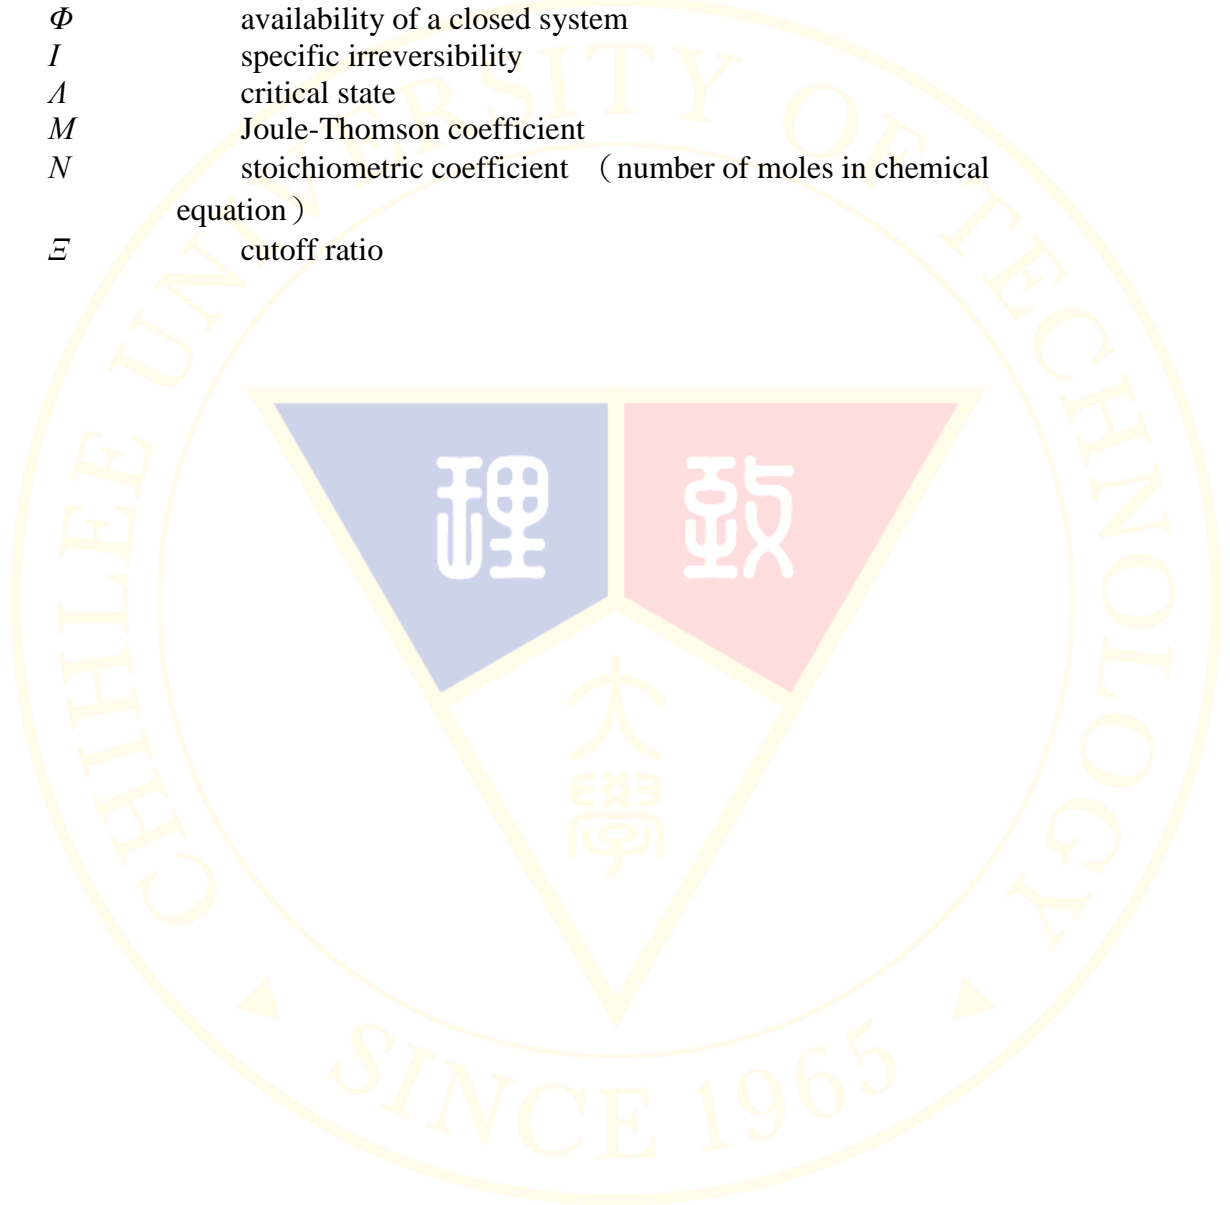 Φ availability of a closed system
I specific irreversibility
Λ critical state
M Joule-Thomson coefficient
N stoichiometric coefficient （number of moles in chemical
equation）
Ξ cutoff ratio
CHIHLEE UNIVERSITY OF TECHNOLOGY
理 致
大
學
SINCE 1965